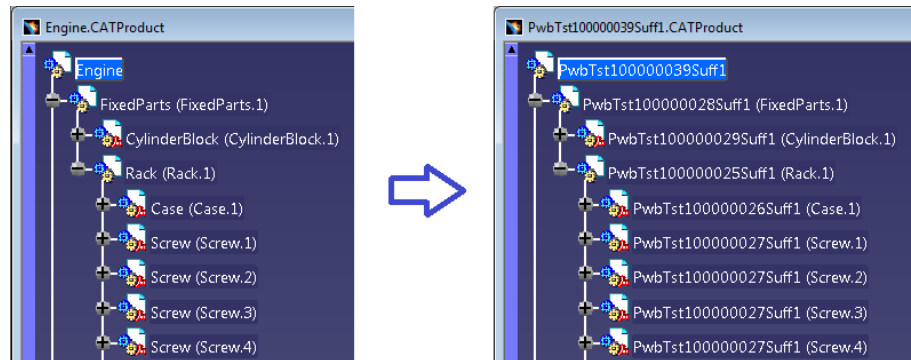 Engine.CATProduct
Engine
FixedParts (FixedParts.1)
CylinderBlock (CylinderBlock.1)
Rack (Rack.1)
Case (Case.1)
Screw (Screw.1)
Screw (Screw.2)
Screw (Screw.3)
Screw (Screw.4)
PwbTst100000039Suff1.CATProduct
PwbTst100000039Suff1
PwbTst100000028Suff1 (FixedParts.1)
PwbTst100000029Suff1 (CylinderBlock.1)
PwbTst100000025Suff1 (Rack.1)
PwbTst100000026Suff1 (Case.1)
PwbTst100000027Suff1 (Screw.1)
PwbTst100000027Suff1 (Screw.2)
PwbTst100000027Suff1 (Screw.3)
PwbTst100000027Suff1 (Screw.4)